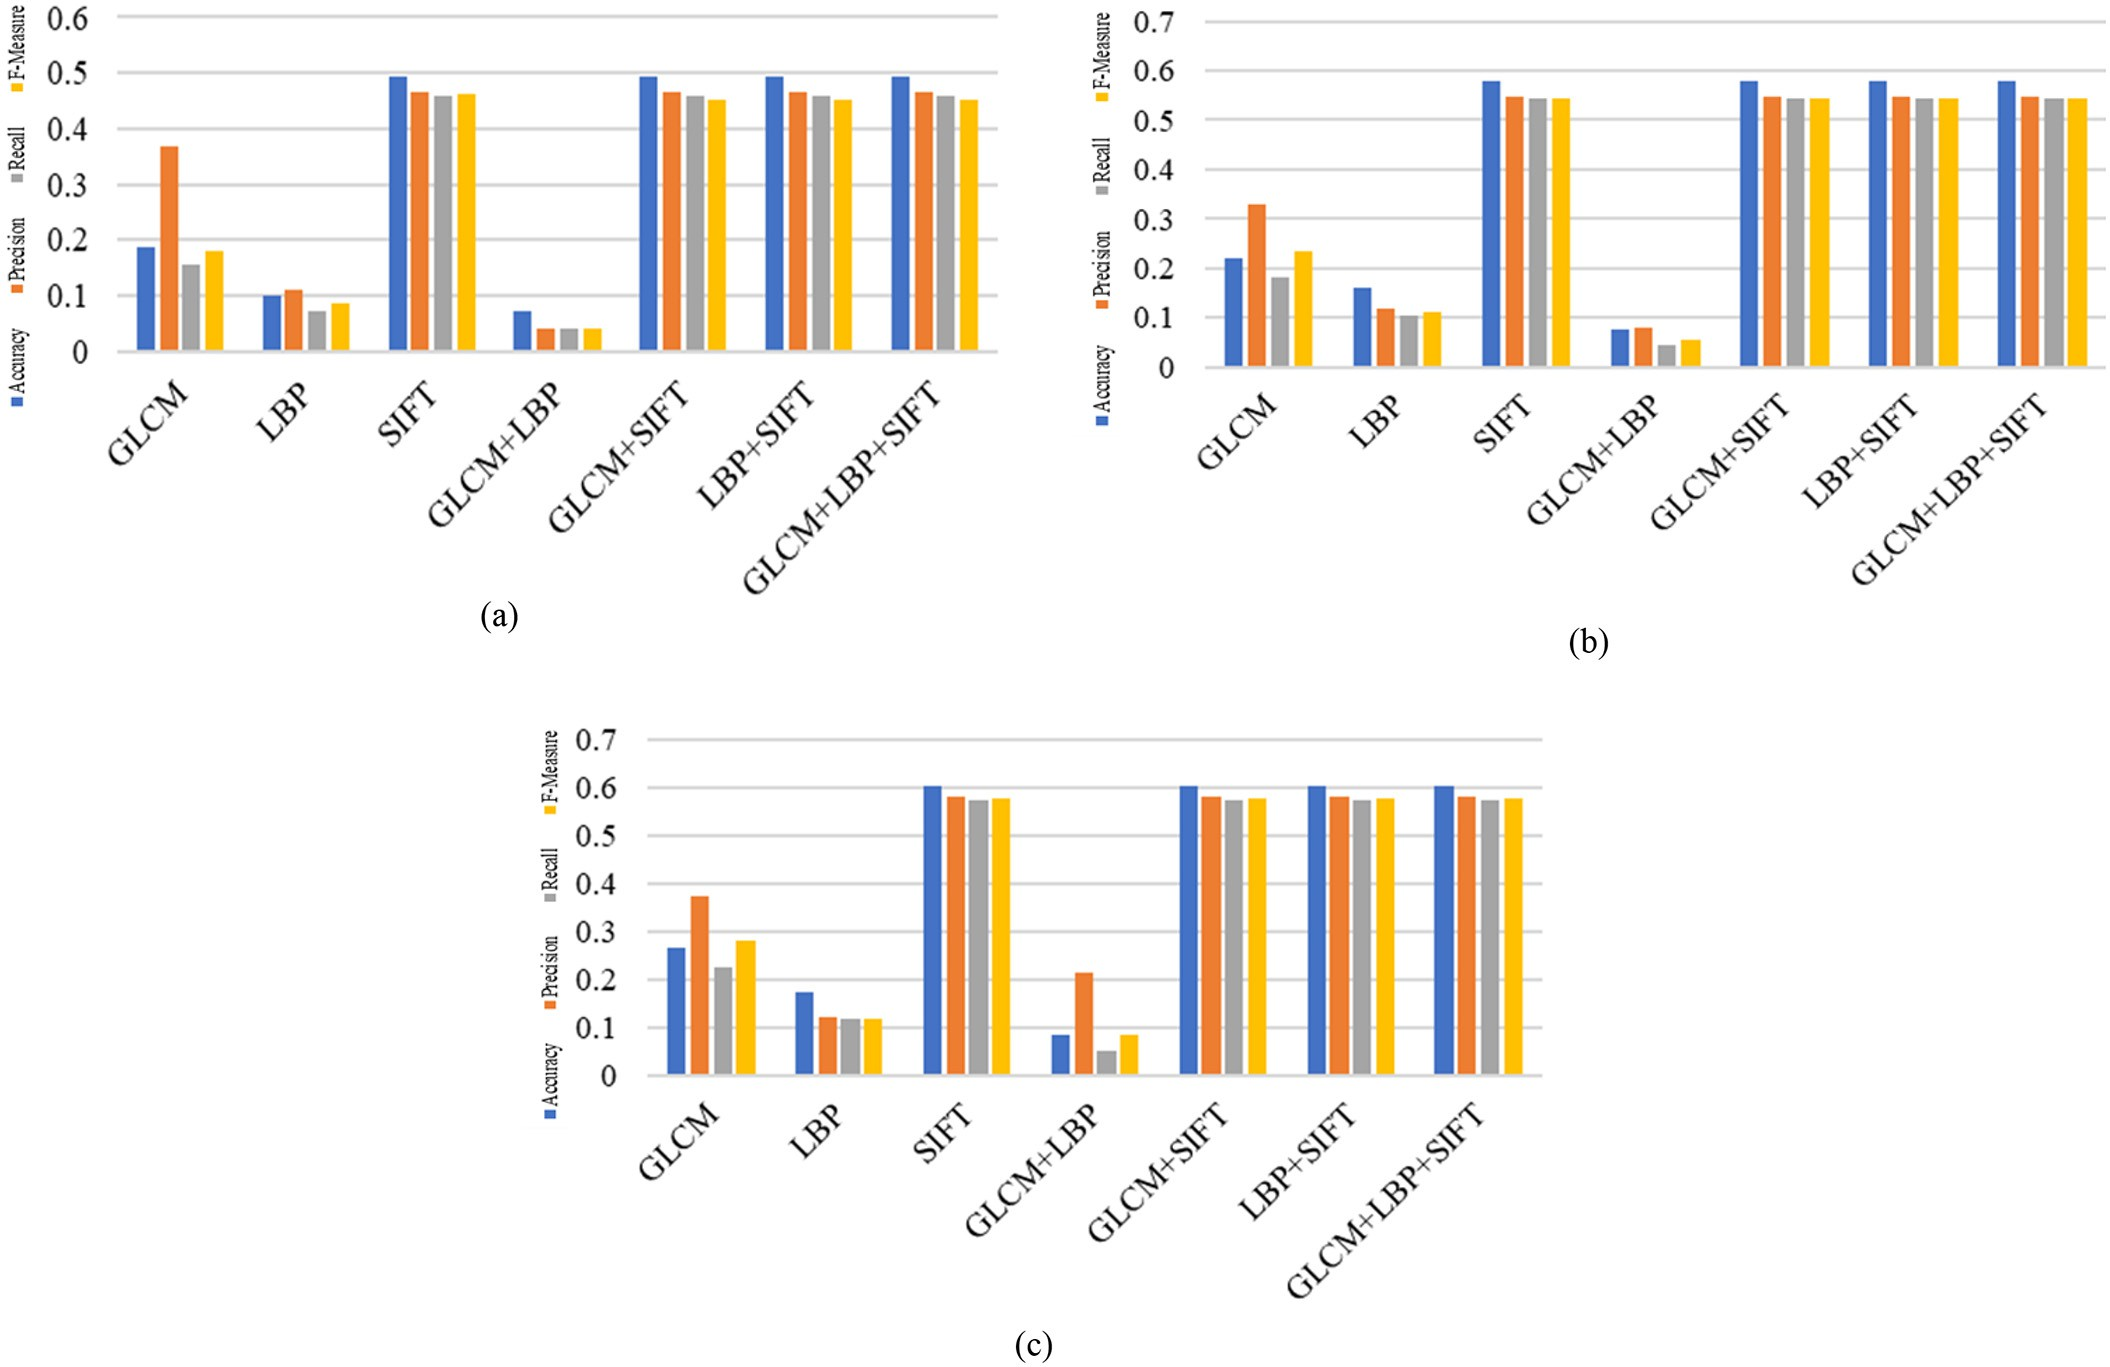 F-Measure
Recall
Precision
Accuracy
0.6
0.5
0.4
0.3
0.2
0.1
0
GLCM
LBP
SIFT
GLCM+LBP
GLCM+SIFT
LBP+SIFT
GLCM+LBP+SIFT
(a)
F-Measure
Recall
Precision
Accuracy
0.7
0.6
0.5
0.4
0.3
0.2
0.1
0
GLCM
LBP
SIFT
GLCM+LBP
GLCM+SIFT
LBP+SIFT
GLCM+LBP+SIFT
(b)
F-Measure
Recall
Precision
Accuracy
0.7
0.6
0.5
0.4
0.3
0.2
0.1
0
GLCM
LBP
SIFT
GLCM+LBP
GLCM+SIFT
LBP+SIFT
GLCM+LBP+SIFT
(c)